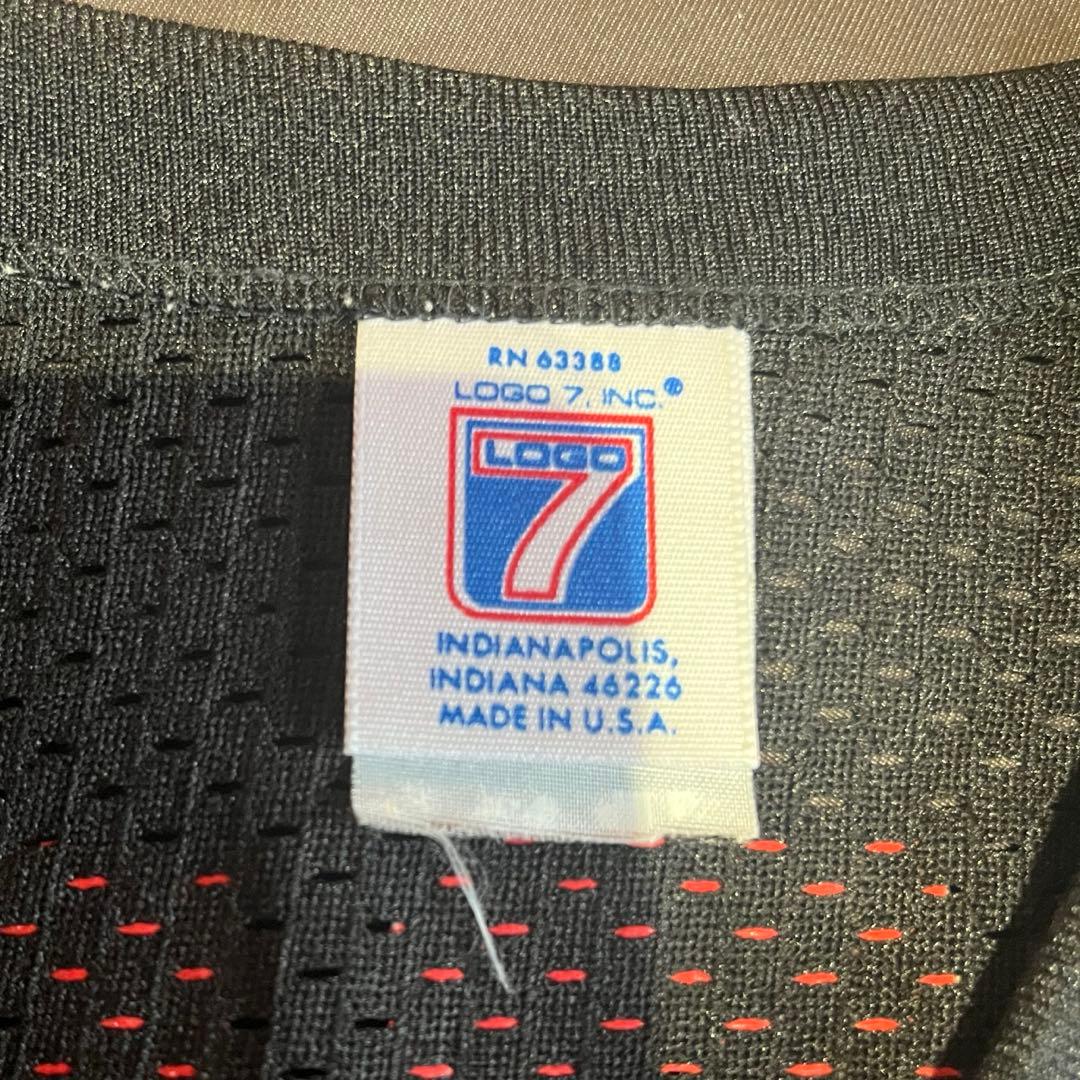 RN 63388
LOGO 7, INC.®
LOGO
7
INDIANAPOLIS,
INDIANA 46226
MADE IN U.S.A.